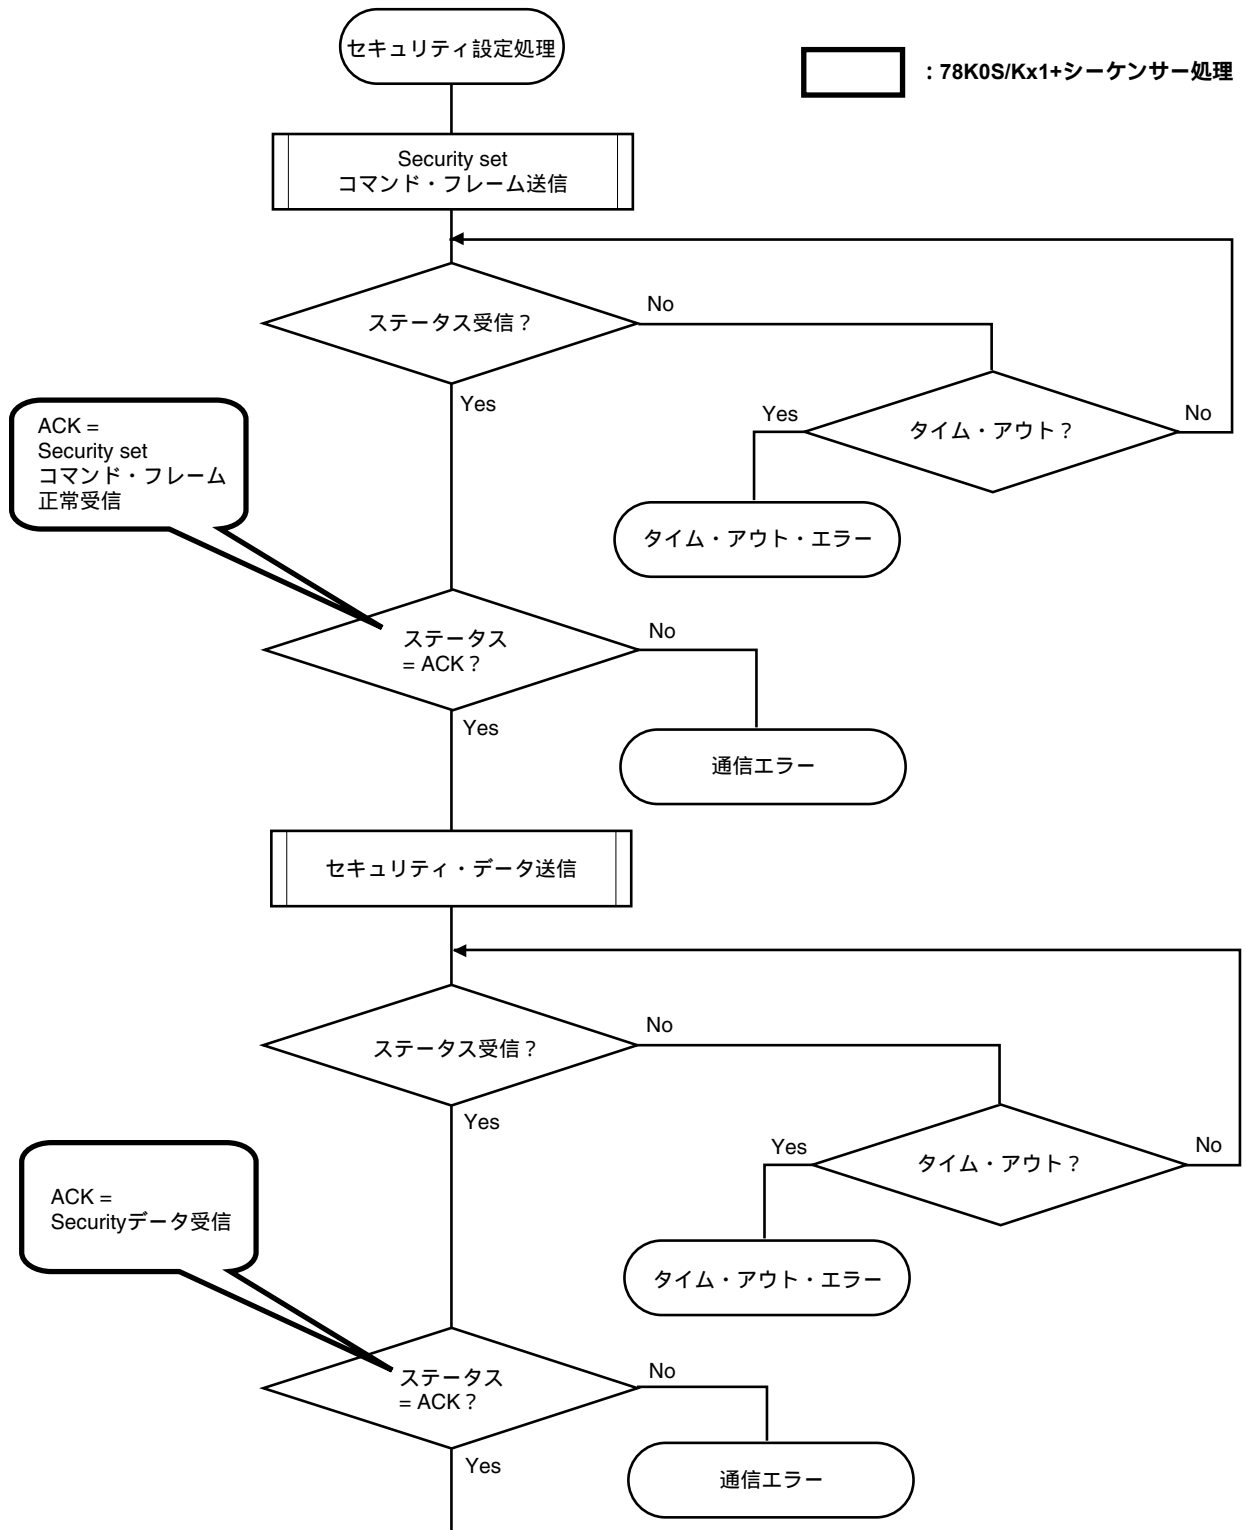 セキュリティ設定処理
：78K0S/Kx1+シーケンサー処理
Security set
コマンド・フレーム送信
ステータス受信？
No
Yes
タイム・アウト？
Yes
No
ACK =
Security set
コマンド・フレーム
正常受信
タイム・アウト・エラー
ステータス
= ACK？
No
Yes
通信エラー
セキュリティ・データ送信
ステータス受信？
No
Yes
タイム・アウト？
Yes
No
ACK =
Securityデータ受信
タイム・アウト・エラー
ステータス
= ACK？
No
Yes
通信エラー